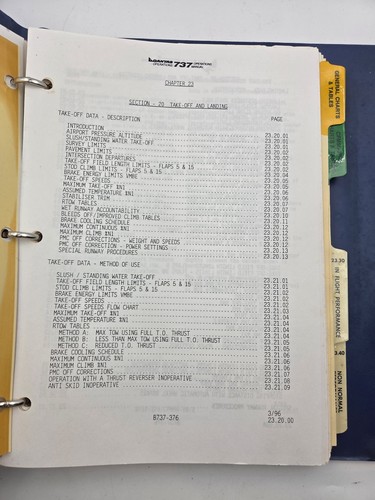 BOEING 737 OPERATIONS MANUAL
CHAPTER 23
SECTION - 20 TAKE-OFF AND LANDING
TAKE-OFF DATA - DESCRIPTION PAGE
INTRODUCTION 23.20.01
AIRPORT PRESSURE ALTITUDE 23.20.01
SLUSH/STANDING WATER TAKE-OFF 23.20.01
SURVEY LIMITS 23.20.02
PAVEMENT LIMITS 23.20.02
INTERSECTION DEPARTURES 23.20.02
TAKE-OFF FIELD LENGTH LIMITS - FLAPS 5 & 15 23.20.02
STOD CLIMB LIMITS - FLAPS 5 & 15 23.20.02
BRAKE ENERGY LIMITS VMBE 23.20.04
TAKE-OFF SPEEDS 23.20.05
MAXIMUM TAKE-OFF %N1 23.20.05
ASSUMED TEMPERATURE %N1 23.20.05
STABILISER TRIM 23.20.06
RTOW TABLES 23.20.07
WET RUNWAY ACCOUNTABILITY 23.20.07
BLEEDS OFF/IMPROVED CLIMB TABLES 23.20.10
BRAKE COOLING SCHEDULE 23.20.12
MAXIMUM CONTINUOUS %N1 23.20.12
MAXIMUM CLIMB %N1 23.20.12
PMC OFF CORRECTIONS - WEIGHT AND SPEEDS 23.20.13
PMC OFF CORRECTION - POWER SETTINGS 23.20.13
SPECIAL RUNWAY PROCEDURES 23.20.13
TAKE-OFF DATA - METHOD OF USE
SLUSH / STANDING WATER TAKE-OFF 23.21.01
TAKE-OFF FIELD LENGTH LIMITS - FLAPS 5 & 15 23.21.01
STOD CLIMB LIMITS - FLAPS 5 & 15 23.21.01
BRAKE ENERGY LIMITS VMBE 23.21.02
TAKE-OFF SPEEDS 23.21.02
TAKE-OFF SPEEDS FLOW CHART 23.21.03
MAXIMUM TAKE-OFF %N1 23.21.04
ASSUMED TEMPERATURE %N1 23.21.04
RTOW TABLES 23.21.04
METHOD A: MAX TOW USING FULL T.O. THRUST 23.21.04
METHOD B: LESS THAN MAX TOW USING FULL T.O. THRUST 23.21.05
METHOD C: REDUCED T.O. THRUST 23.21.05
BRAKE COOLING SCHEDULE 23.21.06
MAXIMUM CONTINUOUS %N1 23.21.06
MAXIMUM CLIMB %N1 23.21.07
PMC OFF CORRECTIONS 23.21.07
OPERATION WITH A THRUST REVERSER INOPERATIVE 23.21.08
ANTI SKID INOPERATIVE 23.21.09
3/96
B737-376 23.20.00
GENERAL CHARTS & TABLES
23.30 IN FLIGHT PERFORMANCE
23.40 NON NORMAL